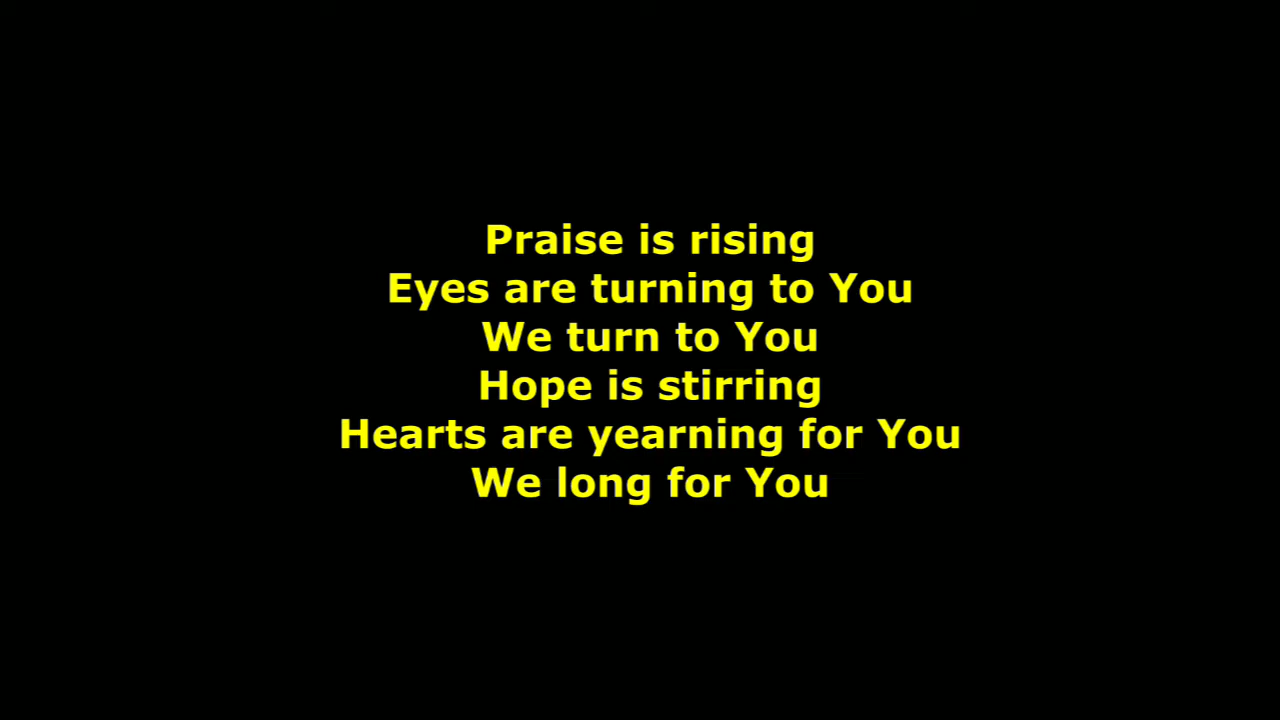 Praise is rising
Eyes are turning to You
We turn to You
Hope is stirring
Hearts are yearning for You
We long for You